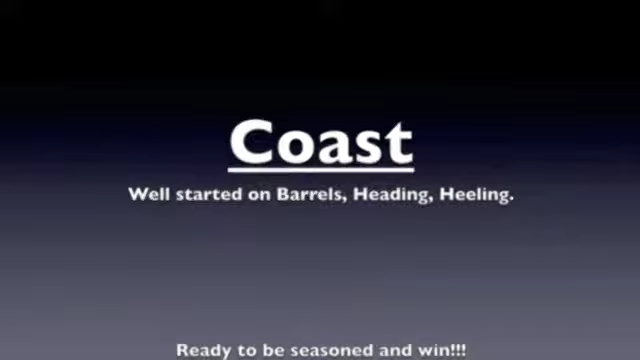 Coast
Well started on Barrels, Heading, Heeling.
Ready to be seasoned and win!!!